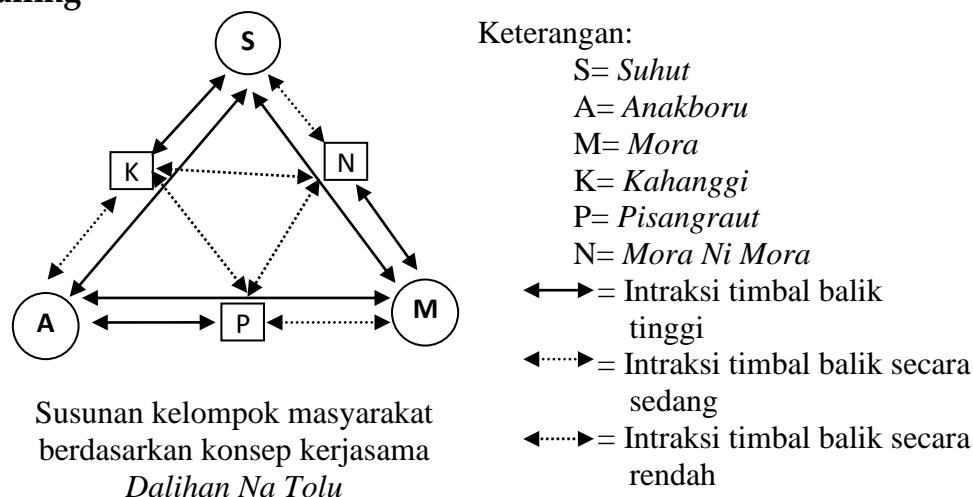 S
K
N
A
P
M
Susunan kelompok masyarakat
berdasarkan konsep kerjasama
Dalihan Na Tolu
Keterangan:
S= Suhut
A= Anakboru
M= Mora
K= Kahanggi
P= Pisangraut
N= Mora Ni Mora
= Intraksi timbal balik
tinggi
= Intraksi timbal balik secara
sedang
= Intraksi timbal balik secara
rendah